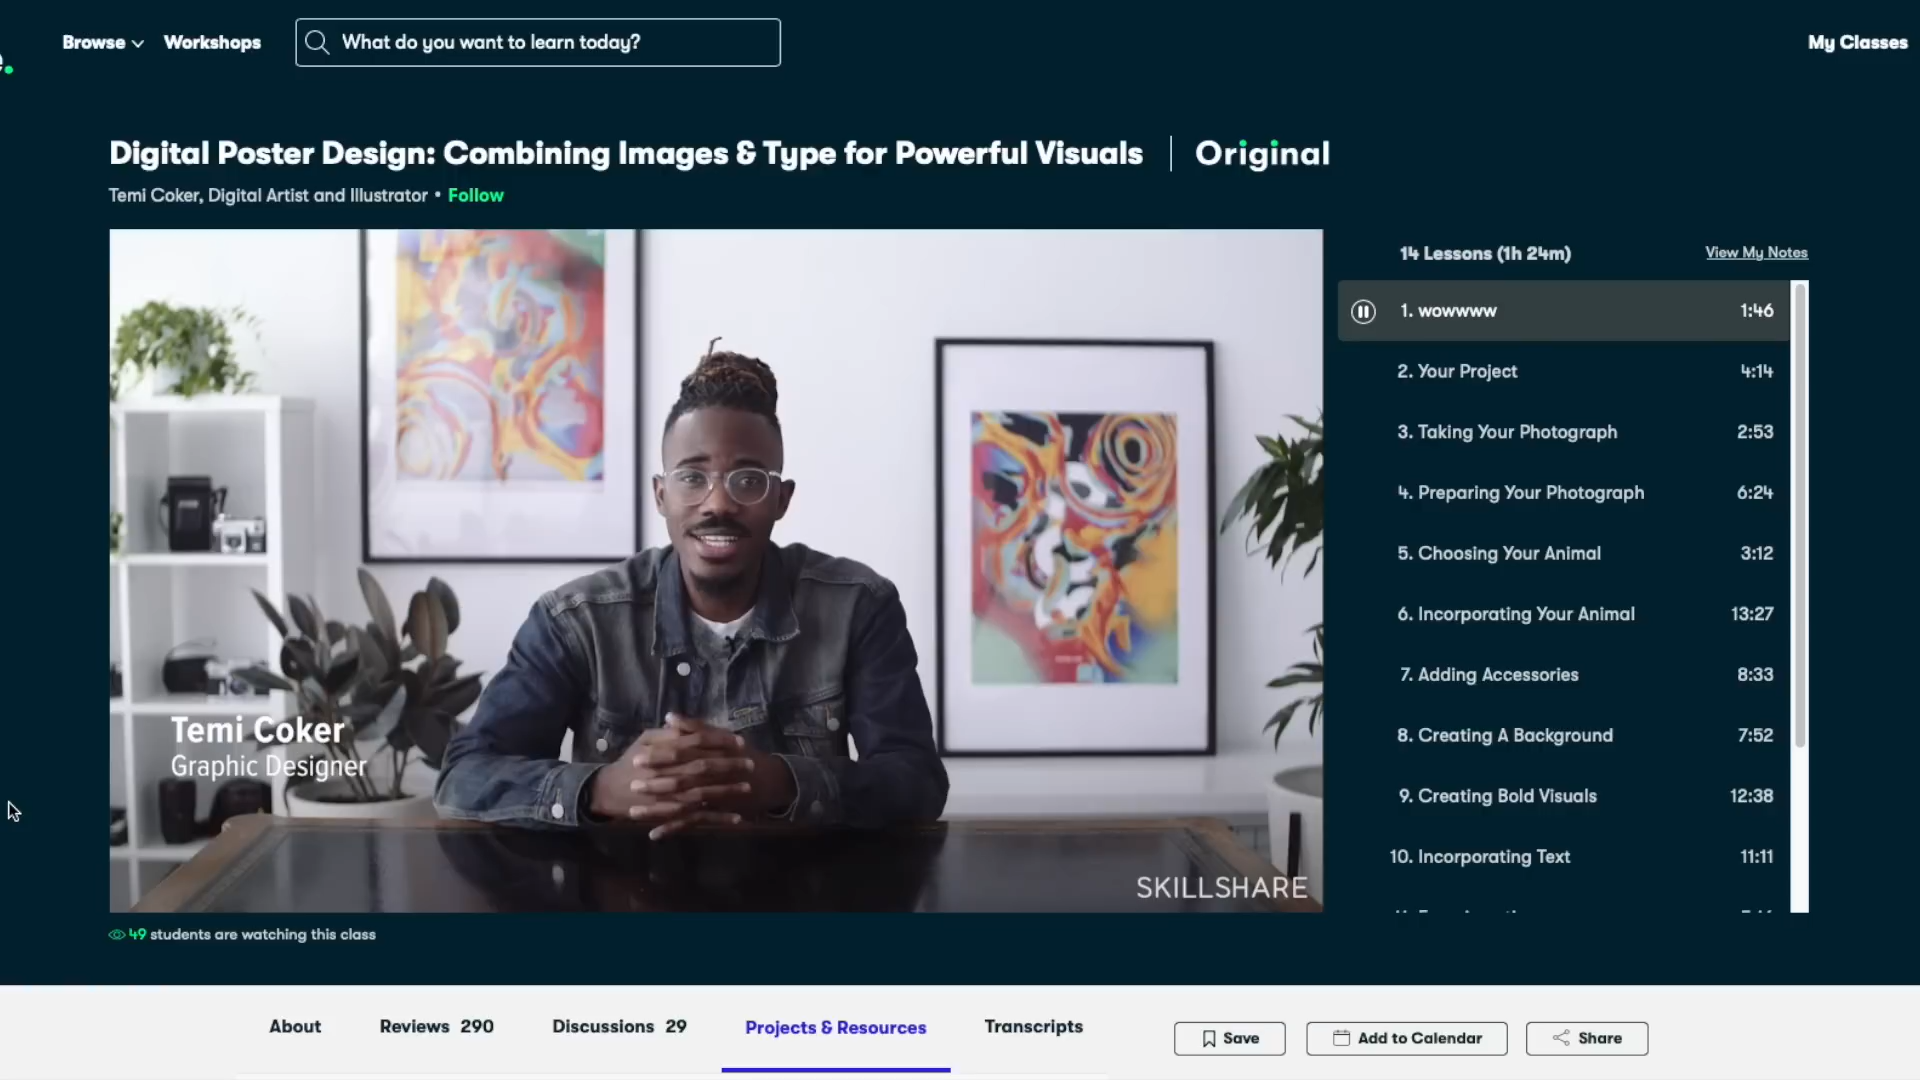 Browse Workshops What do you want to learn today? My Classes
Digital Poster Design: Combining Images & Type for Powerful Visuals | Original
Temi Coker, Digital Artist and Illustrator • Follow
14 Lessons (1h 24m) View My Notes
1. wowwww 1:46
2. Your Project 4:14
3. Taking Your Photograph 2:53
4. Preparing Your Photograph 6:24
5. Choosing Your Animal 3:12
6. Incorporating Your Animal 13:27
7. Adding Accessories 8:33
8. Creating A Background 7:52
9. Creating Bold Visuals 12:38
10. Incorporating Text 11:11
Temi Coker
Graphic Designer
SKILLSHARE
49 students are watching this class
About Reviews 290 Discussions 29 Projects & Resources Transcripts Save Add to Calendar Share